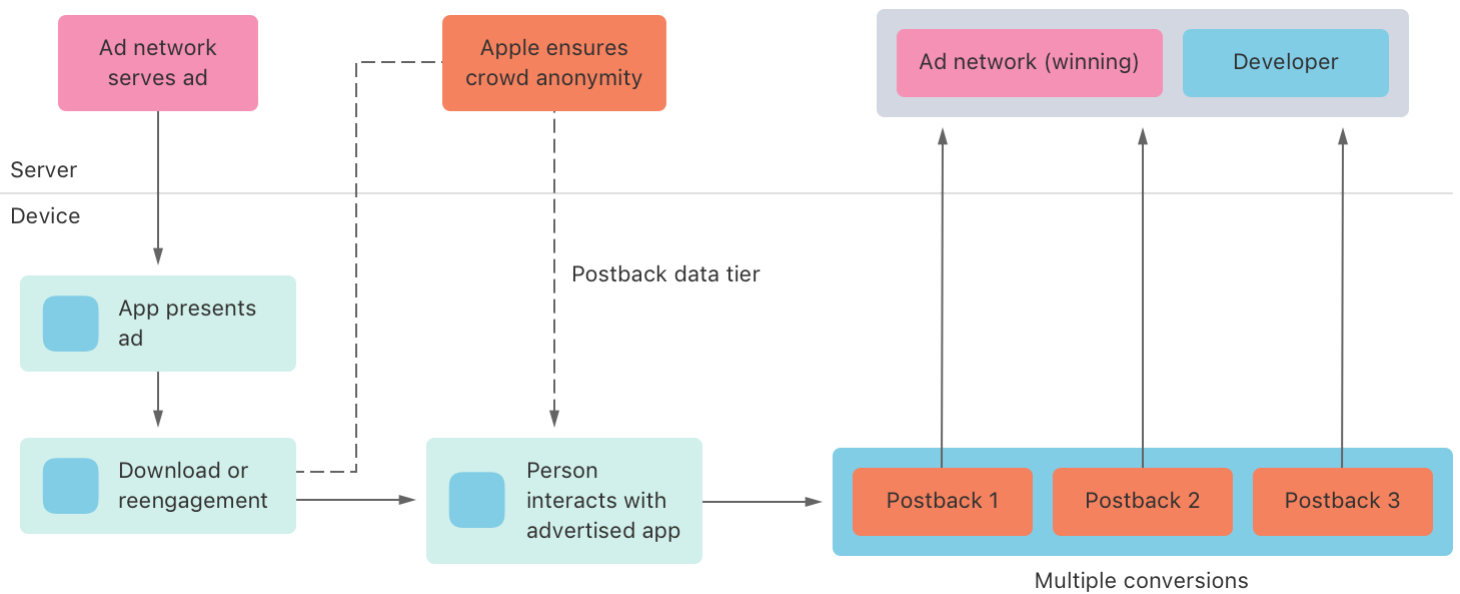 Ad network
serves ad
Apple ensures
crowd anonymity
Ad network (winning)
Developer
Server
Device
Postback data tier
App presents
ad
Download or
reengagement
Person
interacts with
advertised app
Postback 1
Postback 2
Postback 3
Multiple conversions